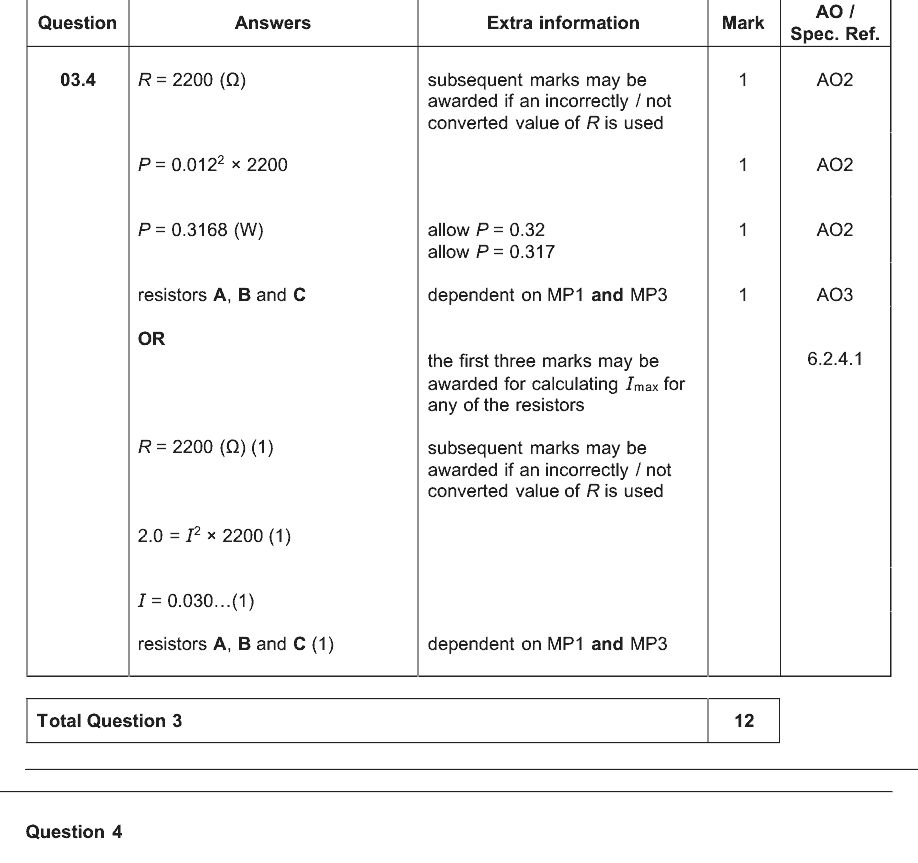 Question Answers Extra information Mark AO /
Spec. Ref.
03.4 R = 2200 (Ω) subsequent marks may be 1 AO2
awarded if an incorrectly / not
converted value of R is used
P = 0.012² × 2200 1 AO2
P = 0.3168 (W) allow P = 0.32 1 AO2
allow P = 0.317
resistors A, B and C dependent on MP1 and MP3 1 AO3
OR
the first three marks may be 6.2.4.1
awarded for calculating Imax for
any of the resistors
R = 2200 (Ω) (1) subsequent marks may be
awarded if an incorrectly / not
converted value of R is used
2.0 = I² × 2200 (1)
I = 0.030…(1)
resistors A, B and C (1) dependent on MP1 and MP3
Total Question 3 12
Question 4